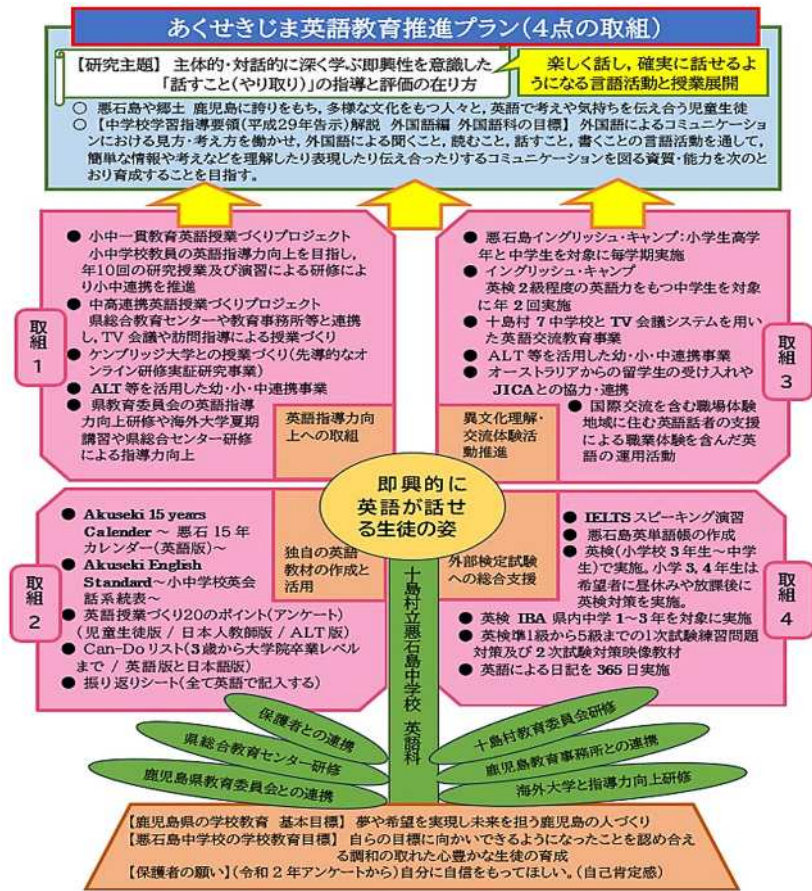 あくせきじま英語教育推進プラン(4点の取組)
【研究主題】 主体的・対話的に深く学ぶ即興性を意識した
「話すこと(やり取り)」の指導と評価の在り方
楽しく話し,確実に話せるよ
うになる言語活動と授業展開
○ 悪石島や郷土 鹿児島に誇りをもち,多様な文化をもつ人々と,英語で考えや気持ちを伝え合う児童生徒
○ 【中学校学習指導要領(平成29年告示)解説 外国語編 外国語科の目標】 外国語によるコミュニケーショ
ンにおける見方・考え方を働かせ,外国語による聞くこと,読むこと,話すこと,書くことの言語活動を通して,
簡単な情報や考えなどを理解したり表現したり伝え合ったりするコミュニケーションを図る資質・能力を次のと
おり育成することを目指す。
取組
1
● 小中一貫教育英語授業づくりプロジェクト
小中学校教員の英語指導力向上を目指し,
年10回の研究授業及び演習による研修によ
り小中連携を推進
● 中高連携英語授業づくりプロジェクト
県総合教育センターや教育事務所等と連携
し,TV会議や訪問指導による授業づくり
● ケンブリッジ大学との授業づくり(先導的なオ
ンライン研修実証研究事業)
● ALT等を活用した幼・小・中連携事業
● 県教育委員会の英語指導
力向上研修や海外大学夏期
講習や県総合センター研修
による指導力向上
英語指導力向
上への取組
取組
3
● 悪石島イングリッシュ・キャンプ:小学生高学
年と中学生を対象に毎学期実施
● イングリッシュ・キャンプ
英検2級程度の英語力をもつ中学生を対象
に年2回実施
● 十島村7中学校とTV会議システムを用い
た英語交流教育事業
● ALT等を活用した幼・小・中連携事業
● オーストラリアからの留学生の受け入れや
JICAとの協力・連携
● 国際交流を含む職場体験
地域に住む英語話者の支援
による職業体験を含んだ英
語の運用活動
異文化理解・
交流体験活
動推進
即興的に
英語が話せ
る生徒の姿
取組
2
● Akuseki 15 years
Calender~ 悪石15年
カレンダー(英語版)~
● Akuseki English
Standard~小中学校英会
話系統表~
● 英語授業づくり20のポイント(アンケート)
(児童生徒版 / 日本人教師版 / ALT版)
● Can-Doリスト(3歳から大学院卒業レベル
まで / 英語版と日本語版)
● 振り返りシート(全て英語で記入する)
独自の英語
教材の作成と
活用
取組
4
● IELTSスピーキング演習
● 悪石島英単語帳の作成
● 英検(小学校3年生~中学
生)で実施。小学3,4年生は
希望者に昼休みや放課後に
英検対策を実施。
● 英検IBA県内中学1~3年を対象に実施
● 英検準1級から5級までの1次試験練習問題
対策及び2次試験対策映像教材
● 英語による日記を365日実施
外部検定試験
への総合支援
十島村立悪石島中学校 英語科
保護者との連携
県総合教育センター研修
鹿児島県教育委員会との連携
十島村教育委員会研修
鹿児島教育事務所との連携
海外大学と指導力向上研修
【鹿児島県の学校教育 基本目標】 夢や希望を実現し未来を担う鹿児島の人づくり
【悪石島中学校の学校教育目標】 自らの目標に向かいできるようになったことを認め合え
る調和の取れた心豊かな生徒の育成
【保護者の願い】(令和2年アンケートから)自分に自信をもってほしい。(自己肯定感)